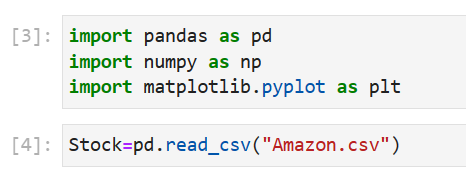 [3]: import pandas as pd
import numpy as np
import matplotlib.pyplot as plt
[4]: Stock=pd.read_csv("Amazon.csv")